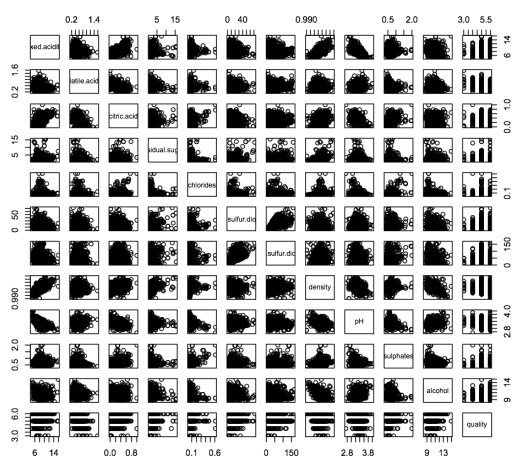 0.2 1.4 5 15 0 40 0.990 0.5 2.0 3.0 5.5
xed.acidit 6 14
0.2 1.6 latile.acid
citric.acid 0.0 1.0
5 15 sidual.sug
chlorides 0.1
0 50 sulfur.dio
sulfur.dic 0 150
0.990 density
pH 2.8 4.0
0.5 2.0 sulphates
alcohol 9 14
3.0 6.0 quality
6 14 0.0 0.8 0.1 0.6 0 150 2.8 3.8 9 13